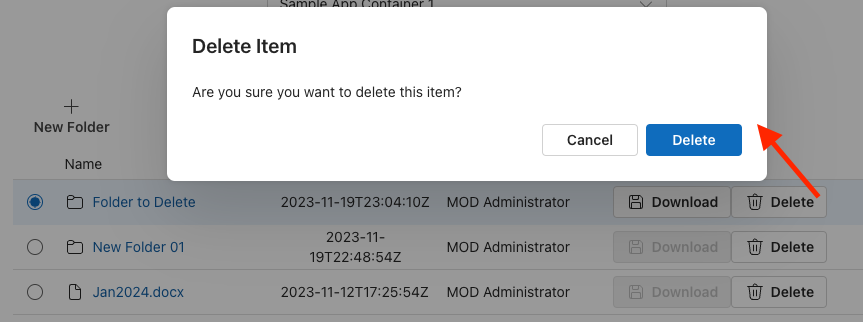 Sample App Container 1
Delete Item
Are you sure you want to delete this item?
Cancel Delete
New Folder
Name
Folder to Delete 2023-11-19T23:04:10Z MOD Administrator Download Delete
New Folder 01 2023-11-
19T22:48:54Z MOD Administrator Download Delete
Jan2024.docx 2023-11-12T17:25:54Z MOD Administrator Download Delete